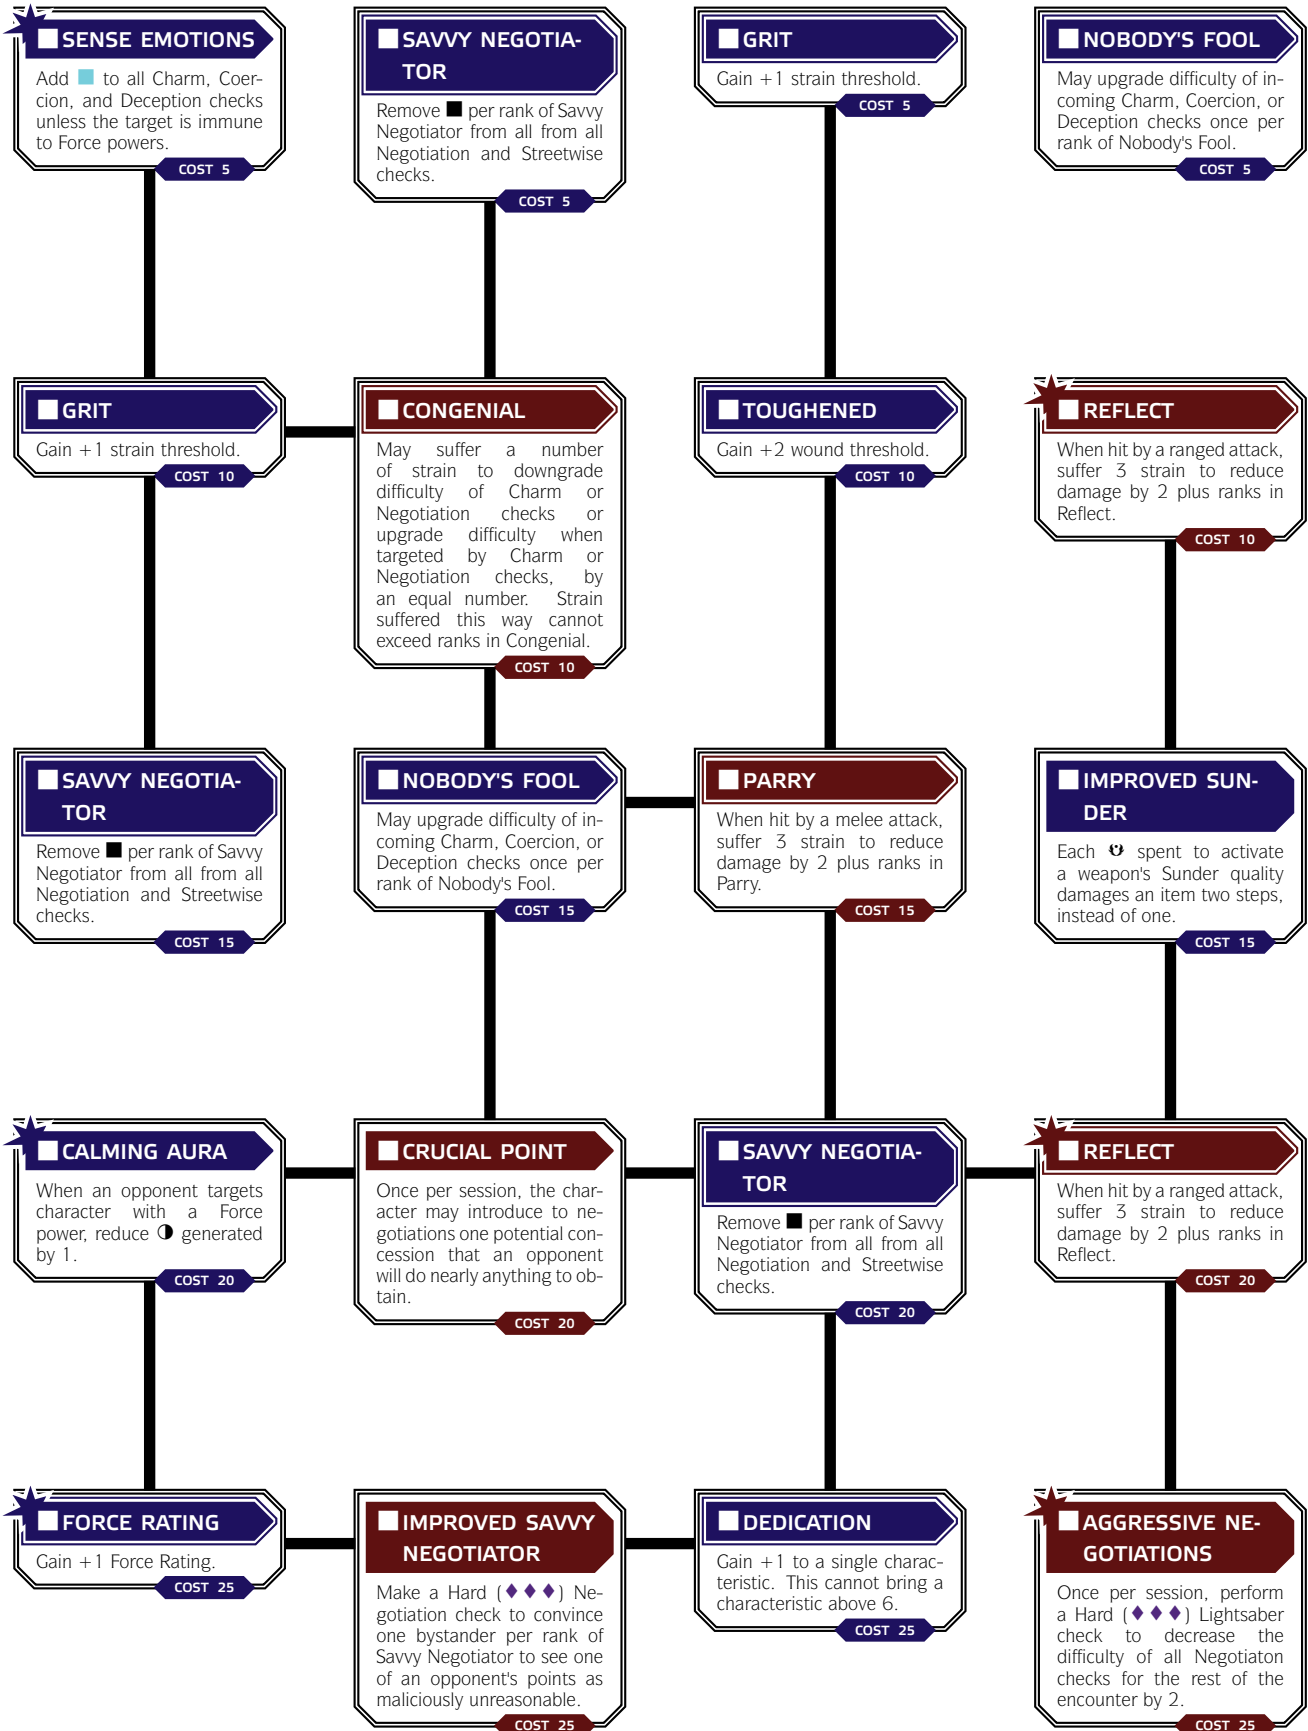 SENSE EMOTIONS
Add to all Charm, Coer-
cion, and Deception checks
unless the target is immune
to Force powers.
COST 5
SAVVY NEGOTIA-
TOR
Remove per rank of Savvy
Negotiator from all from all
Negotiation and Streetwise
checks.
COST 5
GRIT
Gain +1 strain threshold.
COST 5
NOBODY'S FOOL
May upgrade difficulty of in-
coming Charm, Coercion, or
Deception checks once per
rank of Nobody's Fool.
COST 5
GRIT
Gain +1 strain threshold.
COST 10
CONGENIAL
May suffer a number
of strain to downgrade
difficulty of Charm or
Negotiation checks or
upgrade difficulty when
targeted by Charm or
Negotiation checks, by
an equal number. Strain
suffered this way cannot
exceed ranks in Congenial.
COST 10
TOUGHENED
Gain +2 wound threshold.
COST 10
REFLECT
When hit by a ranged attack,
suffer 3 strain to reduce
damage by 2 plus ranks in
Reflect.
COST 10
SAVVY NEGOTIA-
TOR
Remove per rank of Savvy
Negotiator from all from all
Negotiation and Streetwise
checks.
COST 15
NOBODY'S FOOL
May upgrade difficulty of in-
coming Charm, Coercion, or
Deception checks once per
rank of Nobody's Fool.
COST 15
PARRY
When hit by a melee attack,
suffer 3 strain to reduce
damage by 2 plus ranks in
Parry.
COST 15
IMPROVED SUN-
DER
Each spent to activate
a weapon's Sunder quality
damages an item two steps,
instead of one.
COST 15
CALMING AURA
When an opponent targets
character with a Force
power, reduce generated
by 1.
COST 20
CRUCIAL POINT
Once per session, the char-
acter may introduce to ne-
gotiations one potential con-
cession that an opponent
will do nearly anything to ob-
tain.
COST 20
SAVVY NEGOTIA-
TOR
Remove per rank of Savvy
Negotiator from all from all
Negotiation and Streetwise
checks.
COST 20
REFLECT
When hit by a ranged attack,
suffer 3 strain to reduce
damage by 2 plus ranks in
Reflect.
COST 20
FORCE RATING
Gain +1 Force Rating.
COST 25
IMPROVED SAVVY
NEGOTIATOR
Make a Hard (♦♦♦) Ne-
gotiation check to convince
one bystander per rank of
Savvy Negotiator to see one
of an opponent's points as
maliciously unreasonable.
COST 25
DEDICATION
Gain +1 to a single charac-
teristic. This cannot bring a
characteristic above 6.
COST 25
AGGRESSIVE NE-
GOTIATIONS
Once per session, perform
a Hard (♦♦♦) Lightsaber
check to decrease the
difficulty of all Negotiaton
checks for the rest of the
encounter by 2.
COST 25